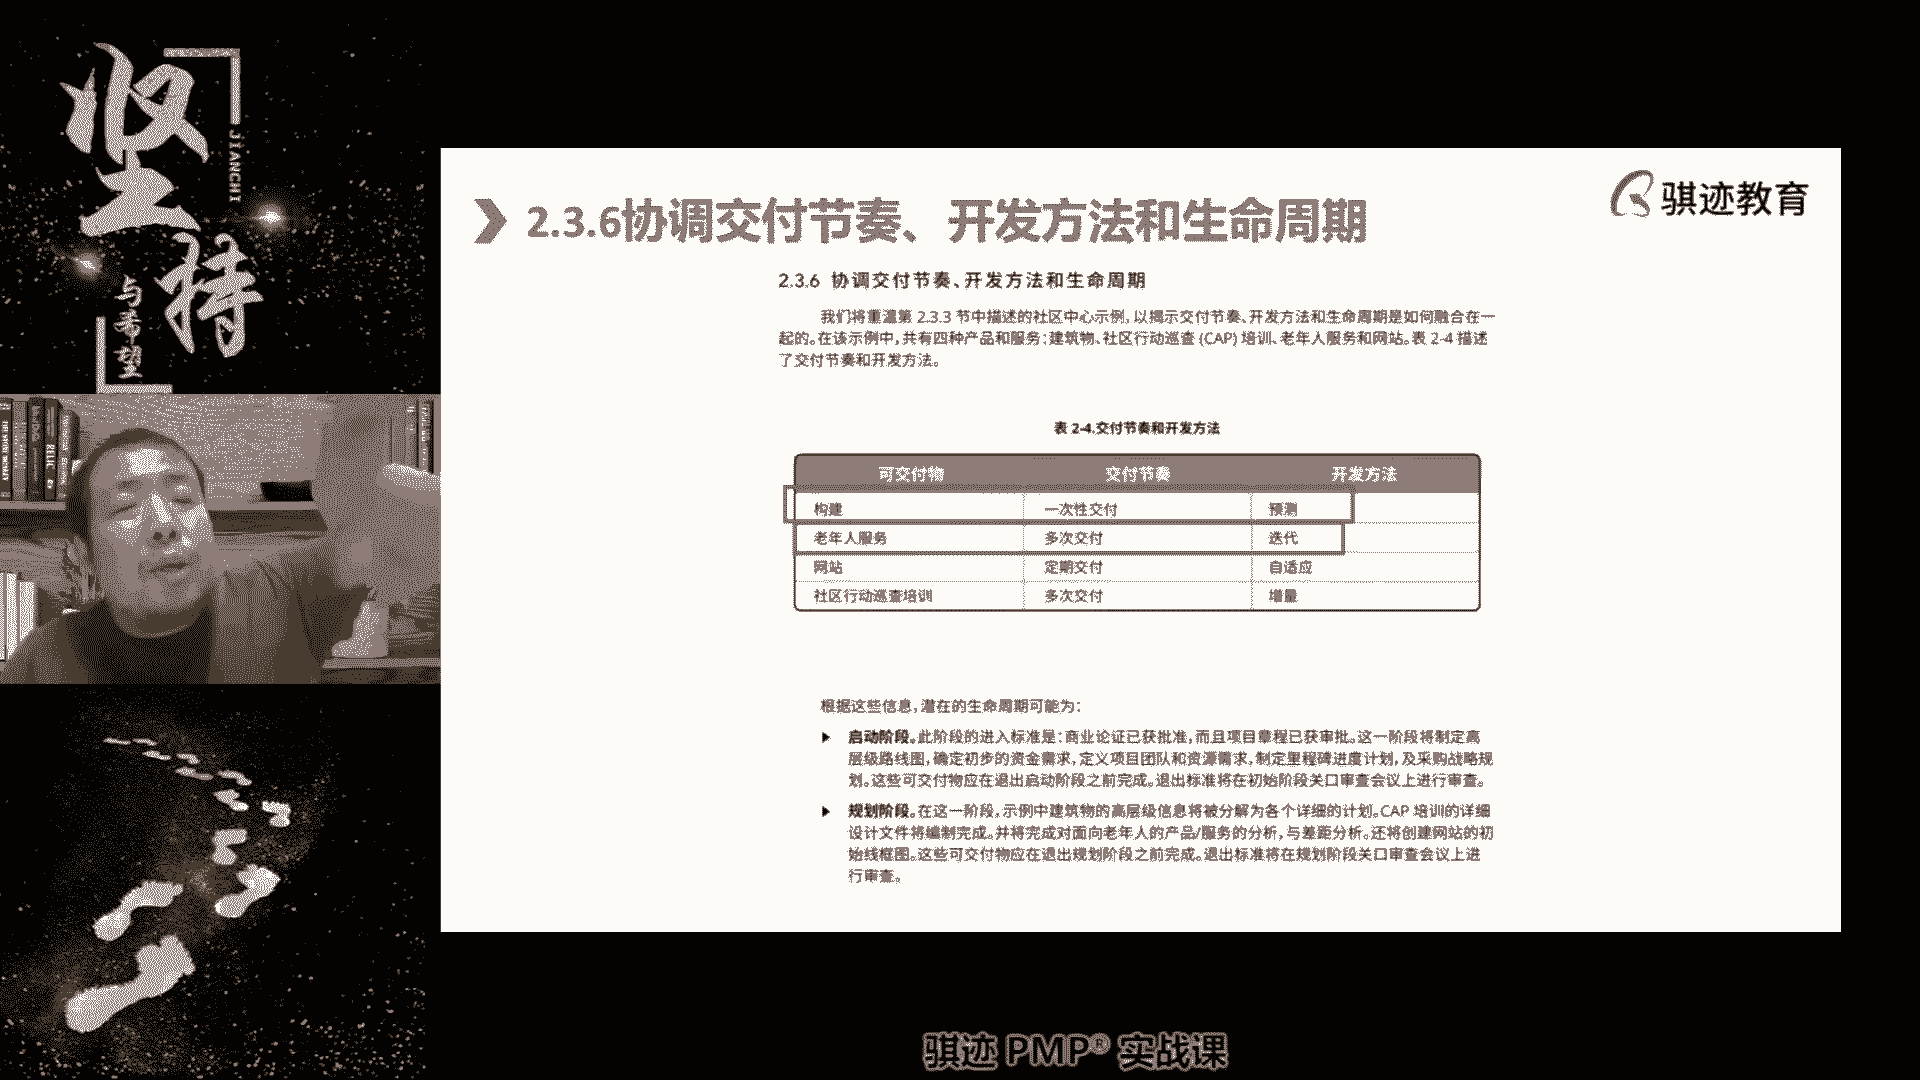 坚持
JIANCHI
与希望
骐迹教育
2.3.6协调交付节奏、开发方法和生命周期
2.3.6 协调交付节奏、开发方法和生命周期
我们将重温第 2.3.3 节中描述的社区中心示例，以揭示交付节奏、开发方法和生命周期是如何融合在一
起的。在该示例中，共有四种产品和服务：建筑物、社区行动巡查 (CAP) 培训、老年人服务和网站。表 2-4 描述
了交付节奏和开发方法。
表 2-4.交付节奏和开发方法
可交付物 交付节奏 开发方法
构建 一次性交付 预测
老年人服务 多次交付 迭代
网站 定期交付 自适应
社区行动巡查培训 多次交付 增量
根据这些信息，潜在的生命周期可能为：
启动阶段。此阶段的进入标准是：商业论证已获批准，而且项目章程已获审批。这一阶段将制定高
层级路线图，确定初步的资金需求，定义项目团队和资源需求，制定里程碑进度计划，及采购战略规
划。这些可交付物应在退出启动阶段之前完成。退出标准将在初始阶段关口审查会议上进行审查。
规划阶段。在这一阶段，示例中建筑物的高层级信息将被分解为各个详细的计划。CAP 培训的详细
设计文件将编制完成。并将完成对面向老年人的产品/服务的分析，与差距分析。还将创建网站的初
始线框图。这些可交付物应在退出规划阶段之前完成。退出标准将在规划阶段关口审查会议上进
行审查。
骐迹 PMP® 实战课